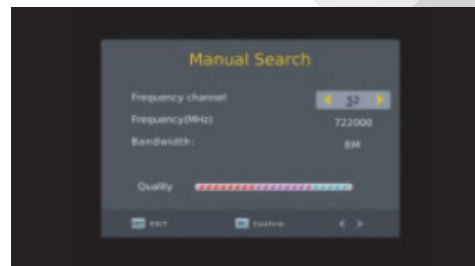 Manual Search
Frequency channel 52
Frequency(MHz) 722000
Bandwidth: 8M
Quality
EXIT Confirm